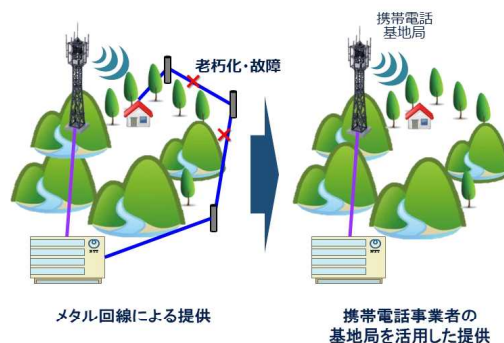 携帯電話
基地局
老朽化・故障
NTT
NTT
メタル回線による提供
携帯電話事業者の
基地局を活用した提供